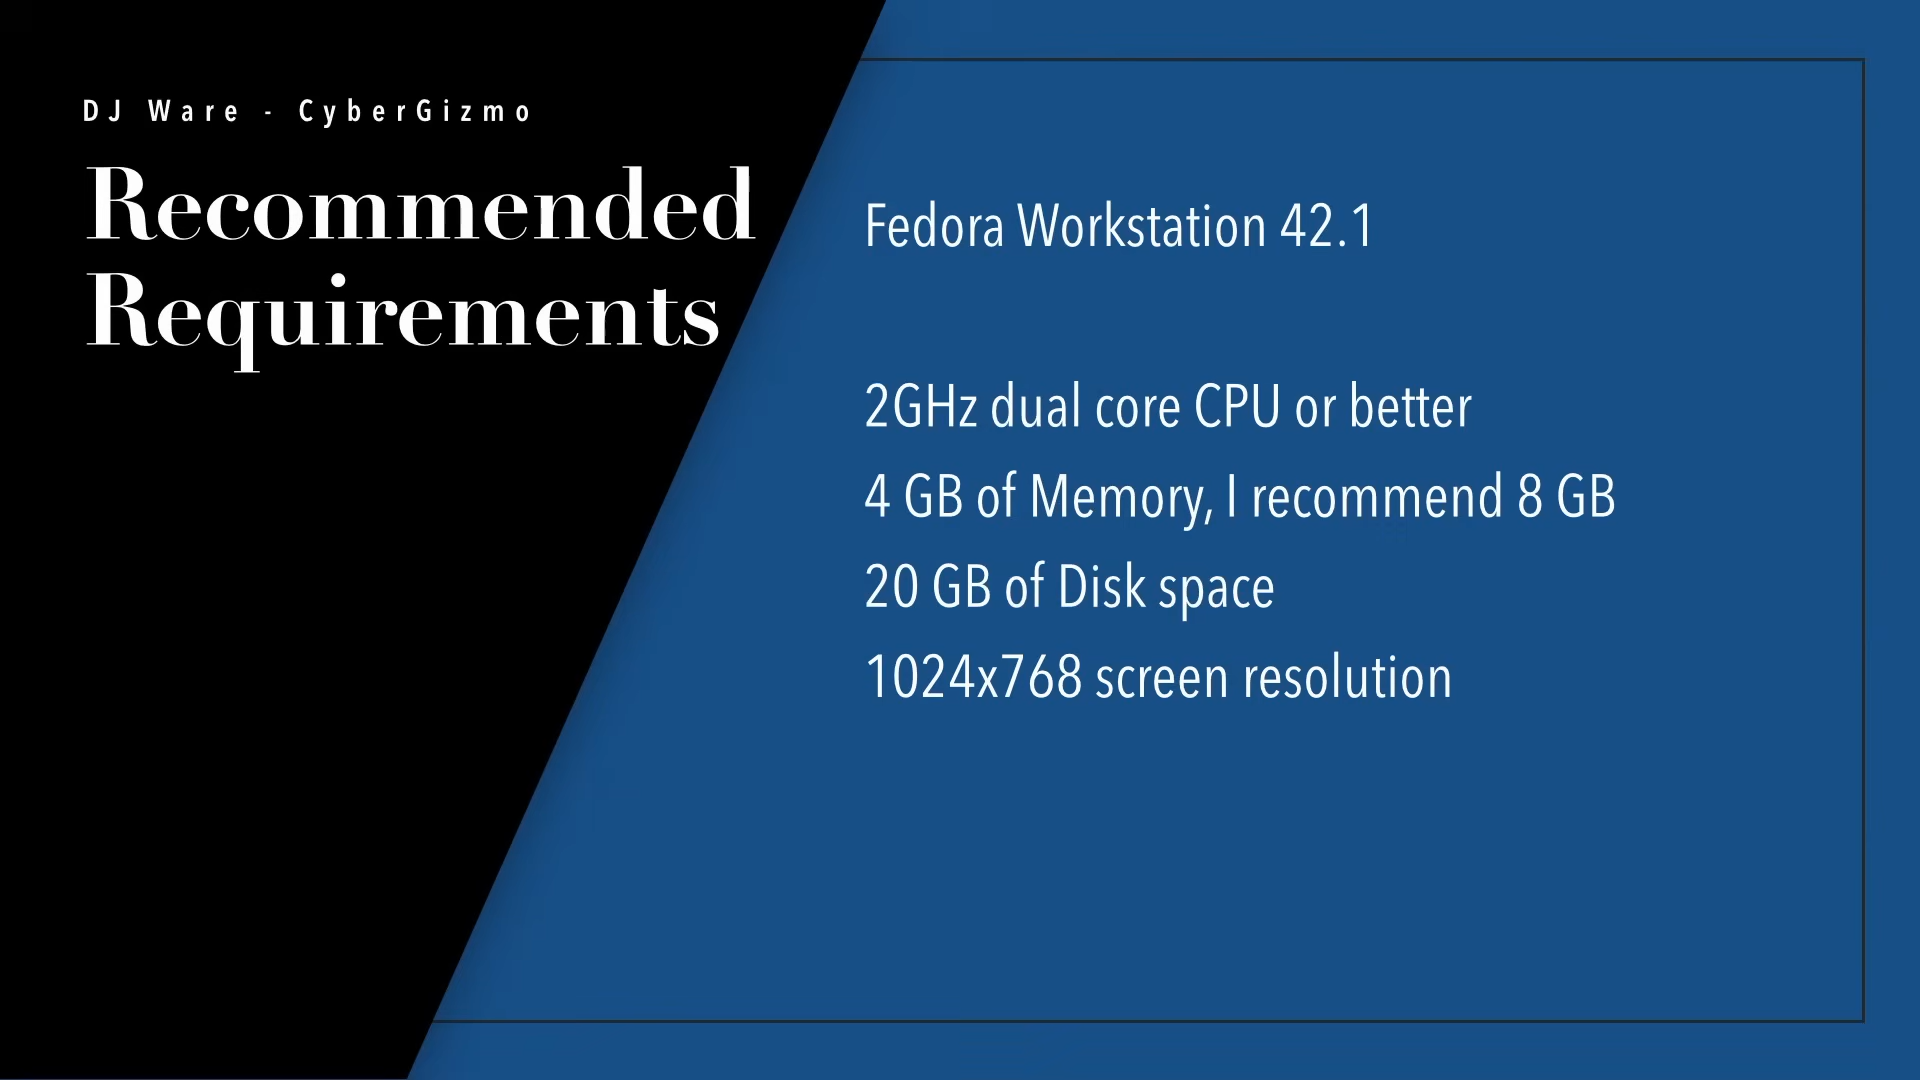 DJ Ware - CyberGizmo
Recommended
Requirements
Fedora Workstation 42.1
2GHz dual core CPU or better
4 GB of Memory, I recommend 8 GB
20 GB of Disk space
1024x768 screen resolution